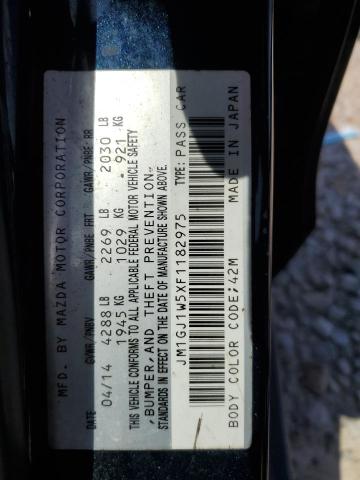 MFD. BY MAZDA MOTOR CORPORATION
DATE GVWR/PNBV GAWR/PNBE FRT GAWR/PNBE RR
04/14 4288 LB 2269 LB 2030 LB
1945 KG 1029 KG 921 KG
THIS VEHICLE CONFORMS TO ALL APPLICABLE FEDERAL MOTOR VEHICLE SAFETY
,BUMPER,AND THEFT PREVENTION
STANDARDS IN EFFECT ON THE DATE OF MANUFACTURE SHOWN ABOVE.
JM1GJ1W5XF1182975 TYPE: PASS CAR
BODY COLOR CODE;42M MADE IN JAPAN